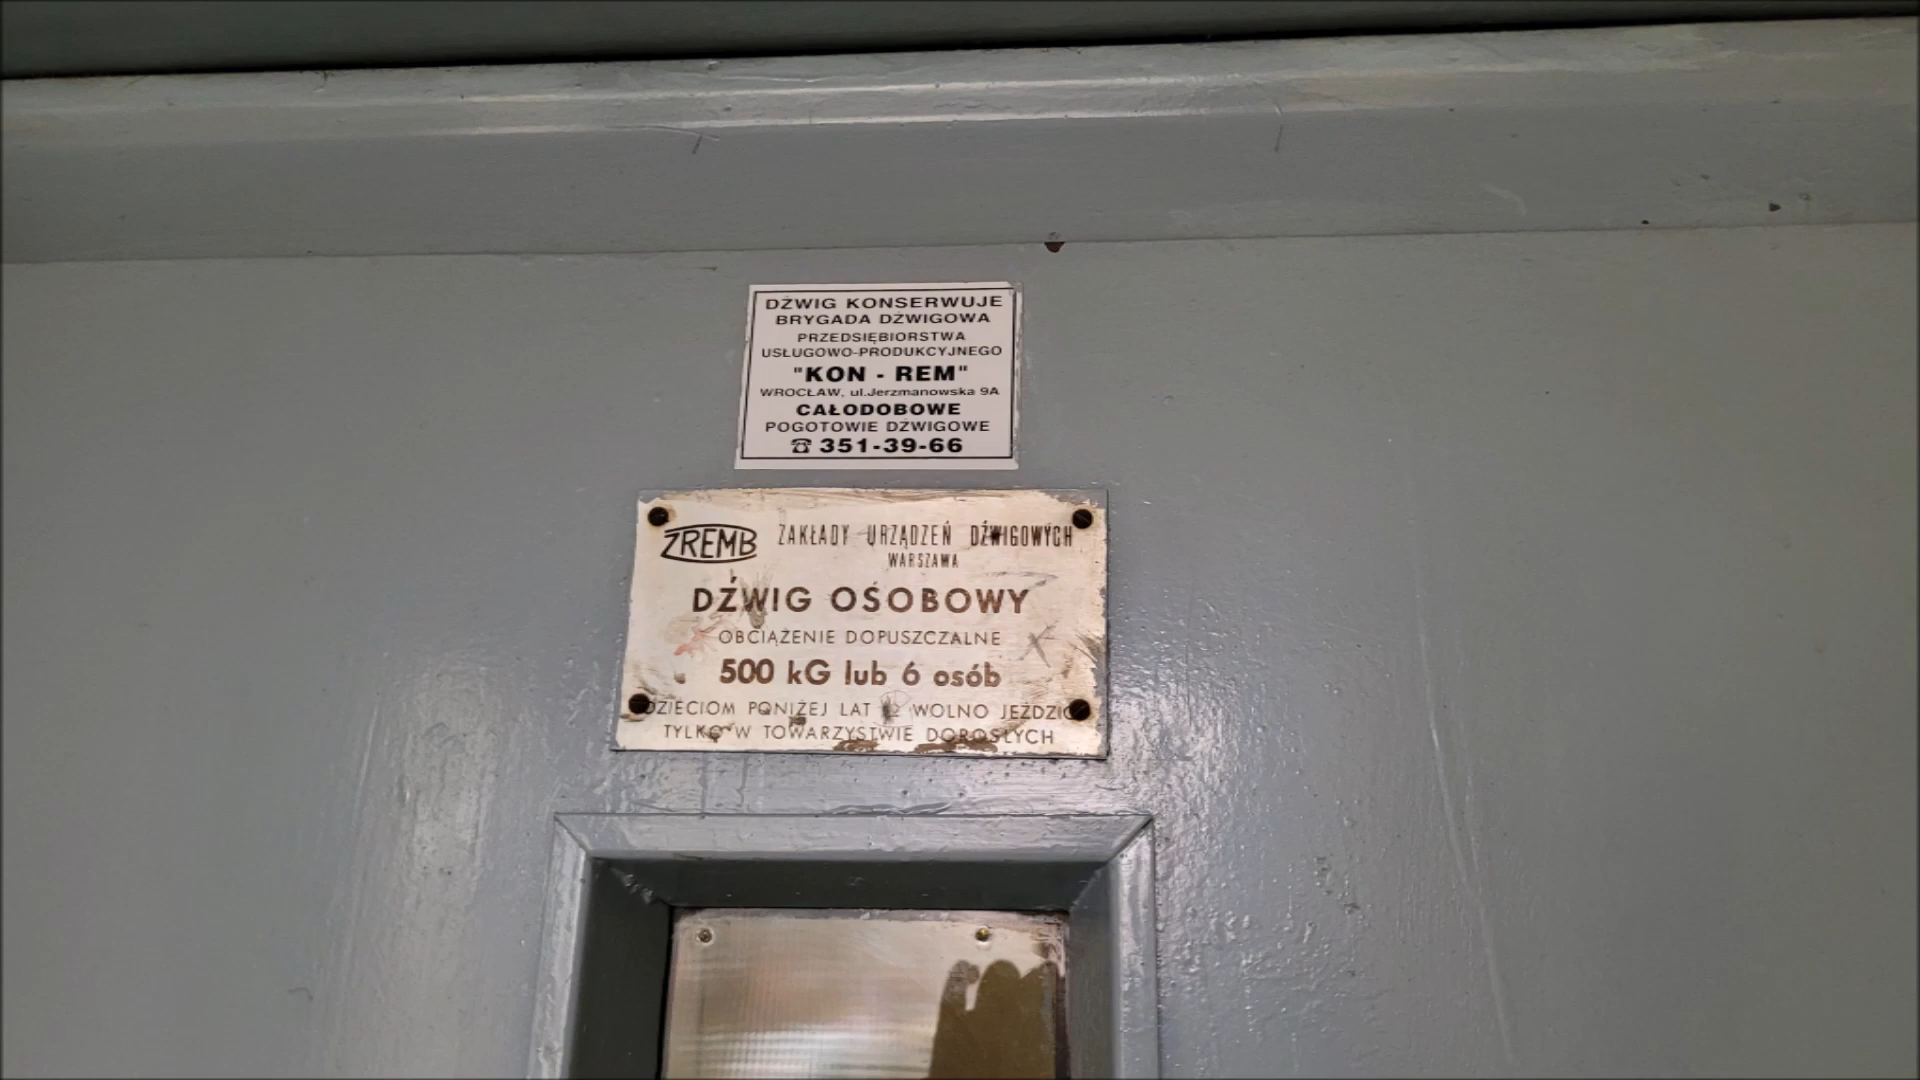 DŹWIG KONSERWUJE
BRYGADA DŹWIGOWA
PRZEDSIĘBIORSTWA
USŁUGOWO-PRODUKCYJNEGO
"KON - REM"
WROCŁAW, ul.Jerzmanowska 9A
CAŁODOBOWE
POGOTOWIE DŹWIGOWE
☎ 351-39-66
ZREMB ZAKŁADY URZĄDZEŃ DŹWIGOWYCH
WARSZAWA
DŹWIG OSOBOWY
OBCIĄŻENIE DOPUSZCZALNE
500 kG lub 6 osób
DZIECIOM PONIŻEJ LAT 12 WOLNO JEŹDZIĆ
TYLKO W TOWARZYSTWIE DOROSŁYCH